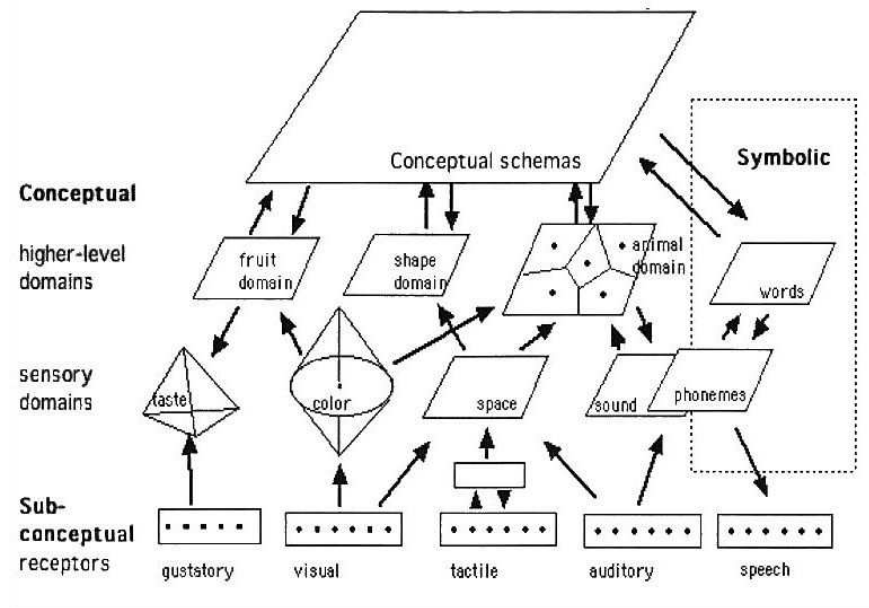 Conceptual schemas
Symbolic
Conceptual
higher-level
domains
fruit
domain
shape
domain
animal
domain
words
sensory
domains
taste
color
space
sound
phonemes
Sub-
conceptual
receptors
gustatory
visual
tactile
auditory
speech